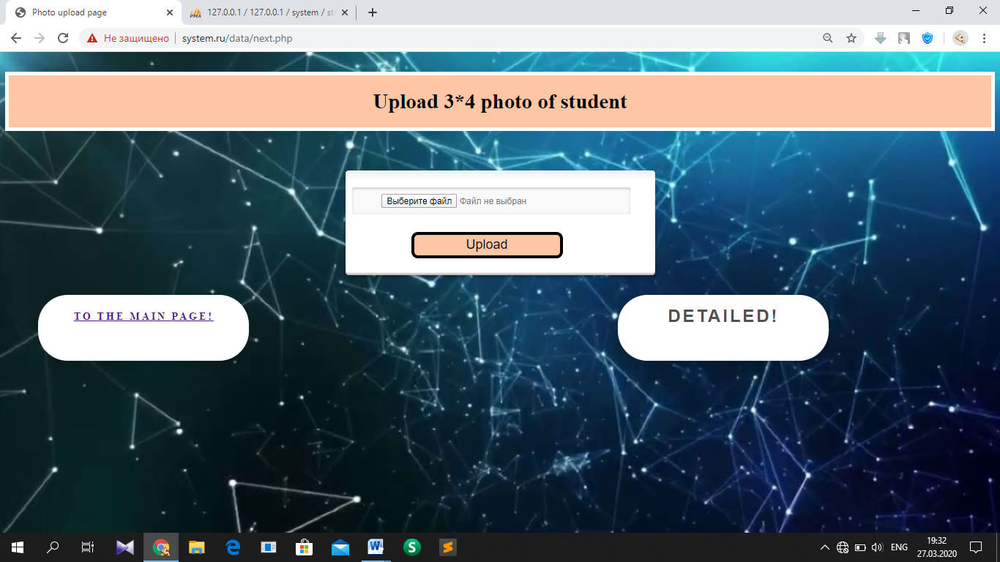 Photo upload page
PMA
127.0.0.1 / 127.0.0.1 / system / st
Не защищено
system.ru/data/next.php
Upload 3*4 photo of student
Выберите файл Файл не выбран
Upload
TO THE MAIN PAGE!
DETAILED!
W
S
ENG
19:32
27.03.2020